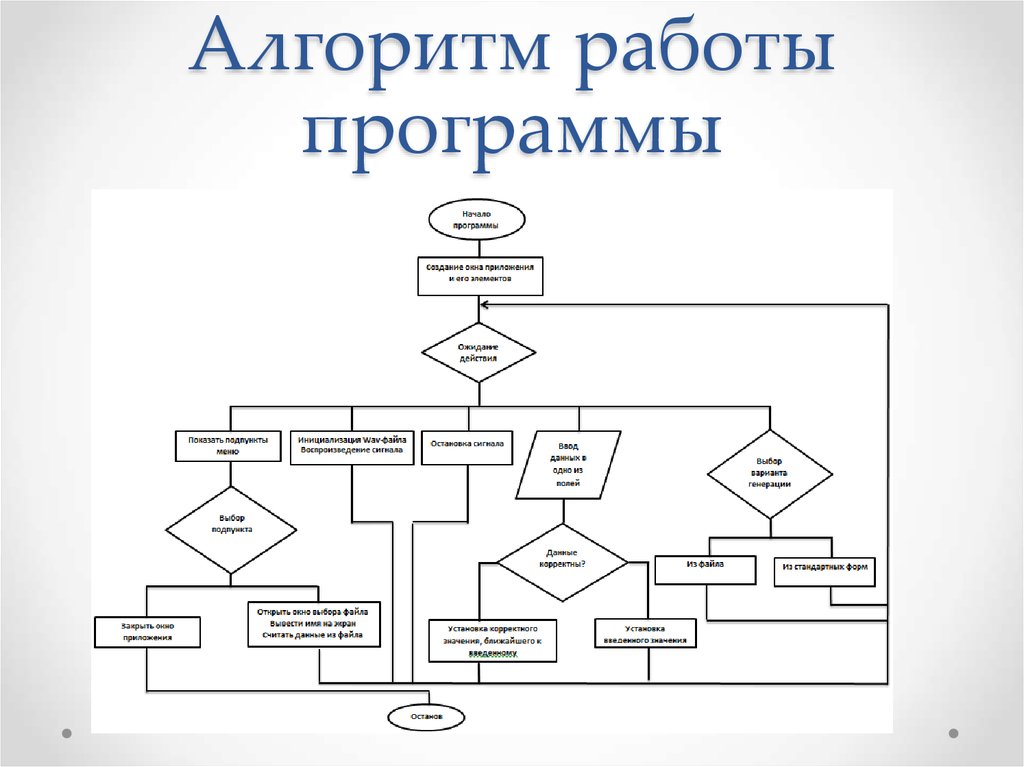 Алгоритм работы
программы
Начало
программы
Создание окна приложения
и его элементов
Ожидание
действия
Показать подпункты
меню
Инициализация Wav-файла
Воспроизведение сигнала
Остановка сигнала
Ввод
данных в
одно из
полей
Выбор
варианта
генерации
Выбор
подпункта
Данные
корректны?
Из файла
Из стандартных форм
Закрыть окно
приложения
Открыть окно выбора файла
Вывести имя на экран
Считать данные из файла
Установка корректного
значения, ближайшего к
введенному
Установка
введенного значения
Останов